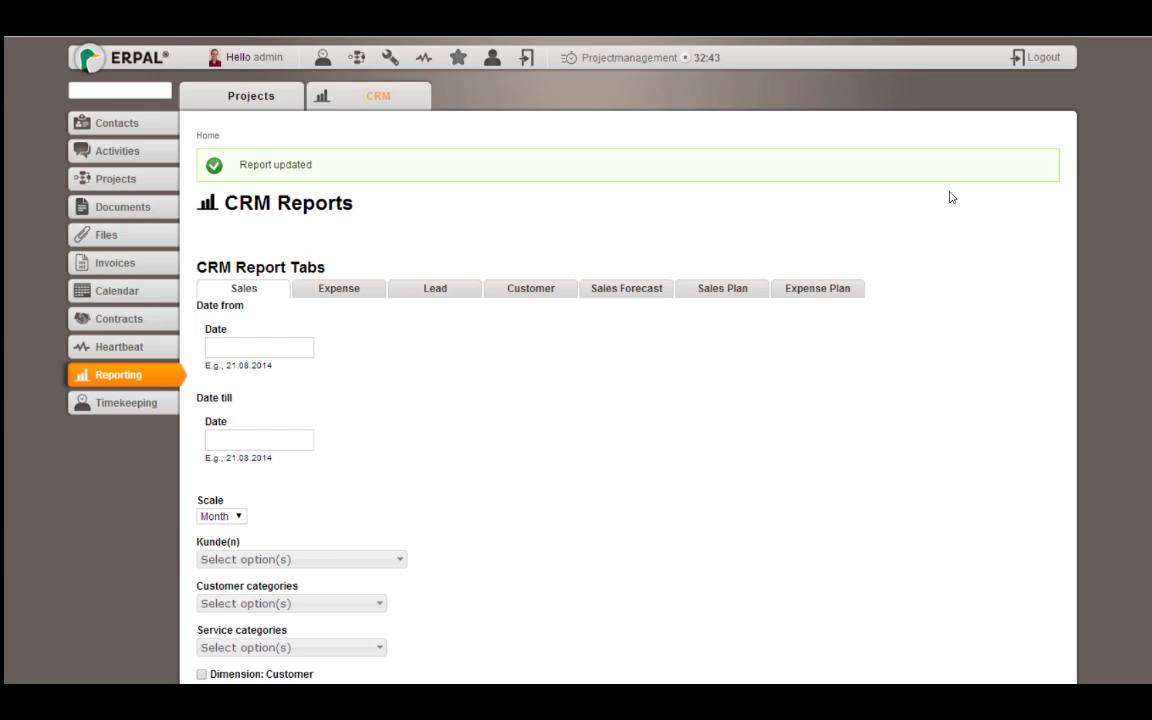 ERPAL®
Hello admin
Projectmanagement 32:43
Logout
Projects
CRM
Contacts
Activities
Projects
Documents
Files
Invoices
Calendar
Contracts
Heartbeat
Reporting
Timekeeping
Home
Report updated
CRM Reports
CRM Report Tabs
Sales Expense Lead Customer Sales Forecast Sales Plan Expense Plan
Date from
Date
E.g., 21.08.2014
Date till
Date
E.g., 21.08.2014
Scale
Month
Kunde(n)
Select option(s)
Customer categories
Select option(s)
Service categories
Select option(s)
Dimension: Customer